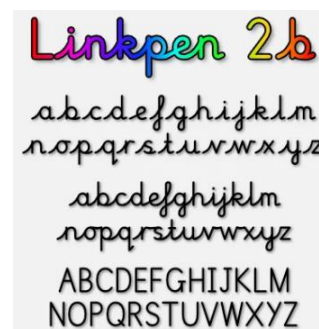 Linkpen 2b
abcdefghijklm
nopqrstuvwxyz
abcdefghijklm
nopqrstuvwxyz
ABCDEFGHIJKLM
NOPQRSTUVWXYZ